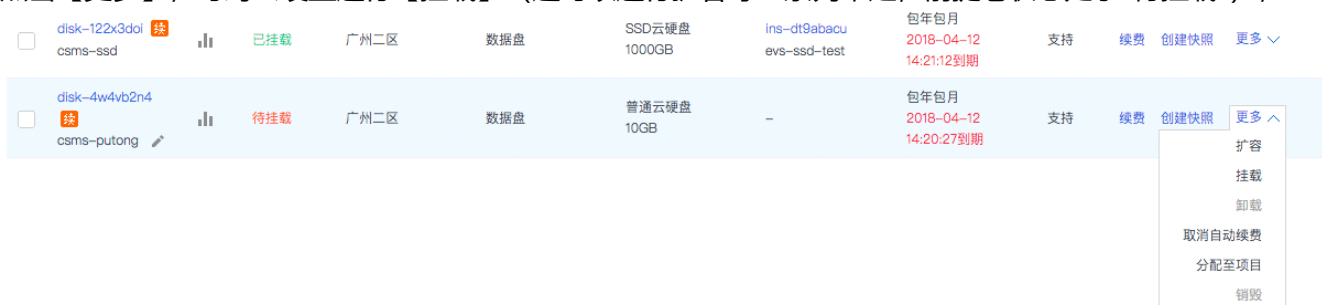 disk-122x3doi 续
csms-ssd
已挂载
广州二区
数据盘
SSD云硬盘
1000GB
ins-dt9abacu
evs-ssd-test
包年包月
2018-04-12
14:21:12到期
支持
续费 创建快照 更多
disk-4w4vb2n4
续
csms-putong
待挂载
广州二区
数据盘
普通云硬盘
10GB
-
包年包月
2018-04-12
14:20:27到期
支持
续费 创建快照 更多
扩容
挂载
卸载
取消自动续费
分配至项目
销毁